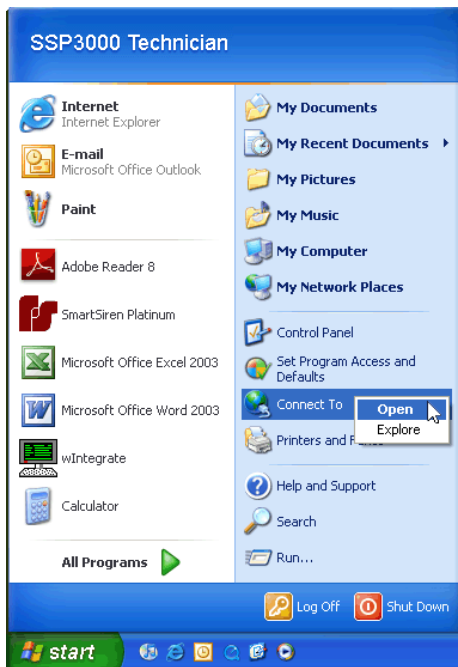 SSP3000 Technician
Internet
Internet Explorer
E-mail
Microsoft Office Outlook
Paint
Adobe Reader 8
SmartSiren Platinum
Microsoft Office Excel 2003
Microsoft Office Word 2003
wIntegrate
Calculator
All Programs
My Documents
My Recent Documents
My Pictures
My Music
My Computer
My Network Places
Control Panel
Set Program Access and
Defaults
Connect To
Open
Explore
Printers and
Help and Support
Search
Run...
Log Off
Shut Down
start